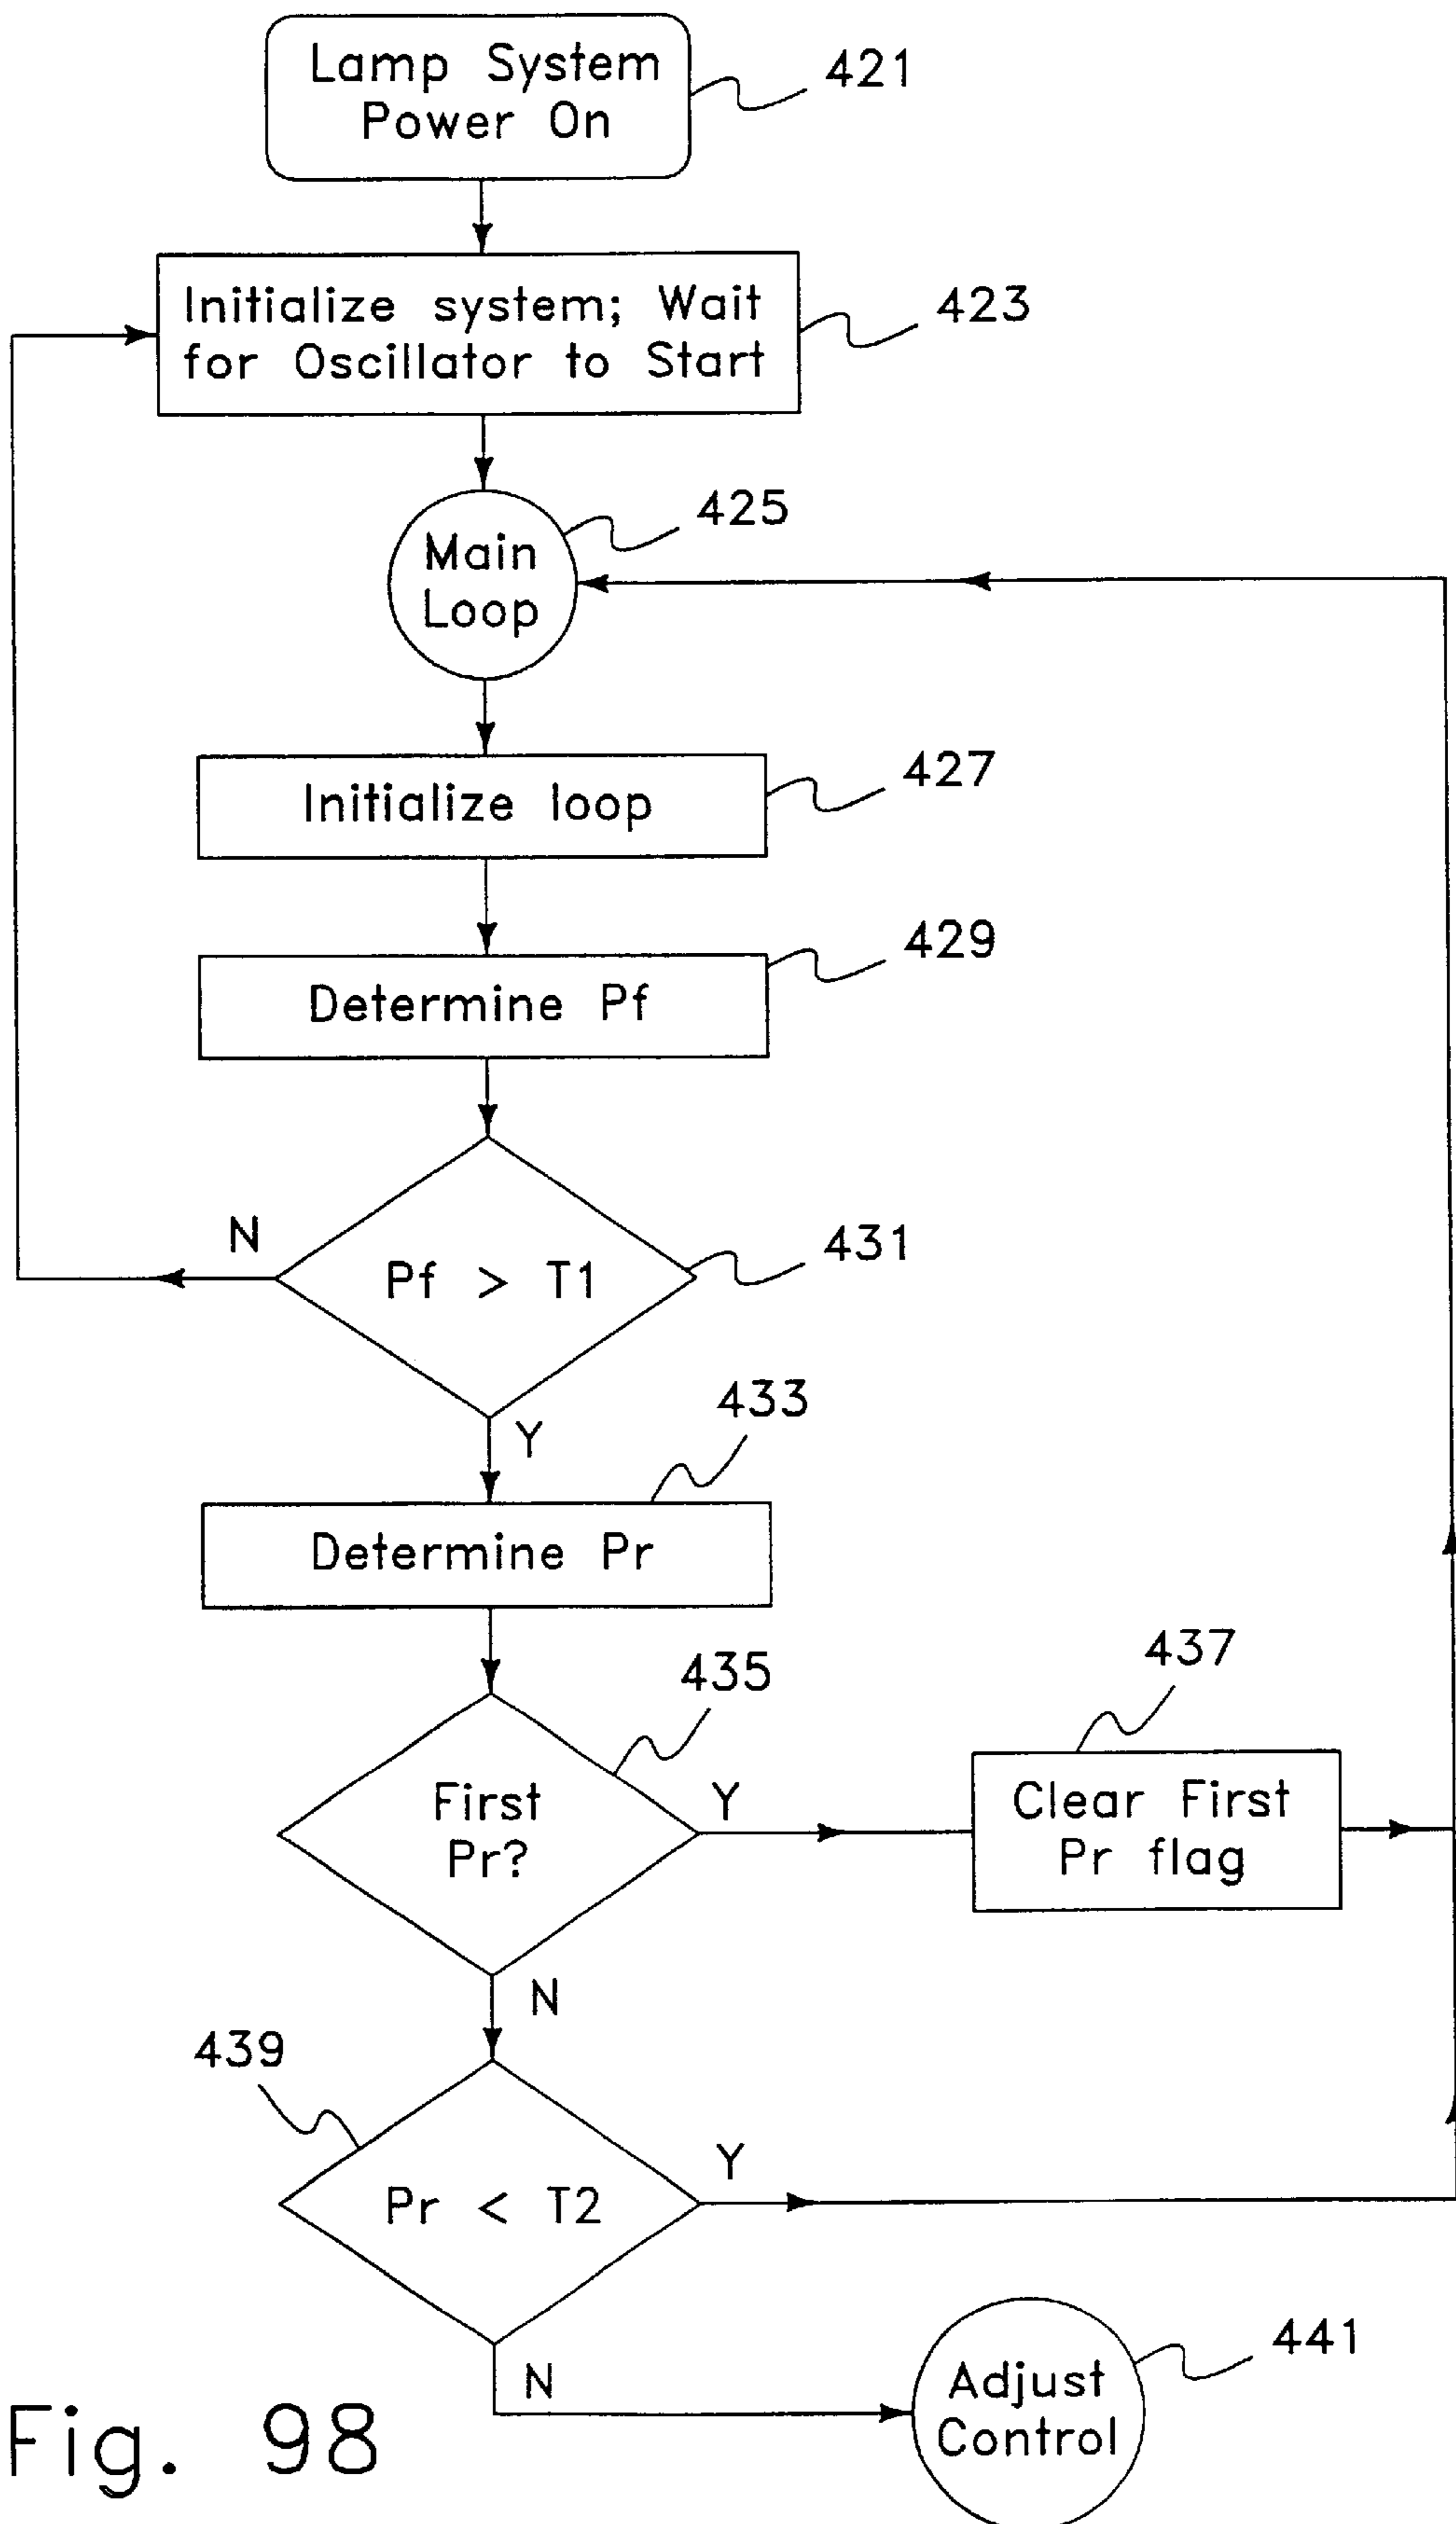 Lamp System
Power On
421
Initialize system; Wait
for Oscillator to Start
423
Main
Loop
425
Initialize loop
427
Determine Pf
429
N
Pf > T1
431
Y
433
Determine Pr
435
437
First
Pr?
Y
Clear First
Pr flag
N
439
Pr < T2
Y
N
Adjust
Control
441
Fig. 98